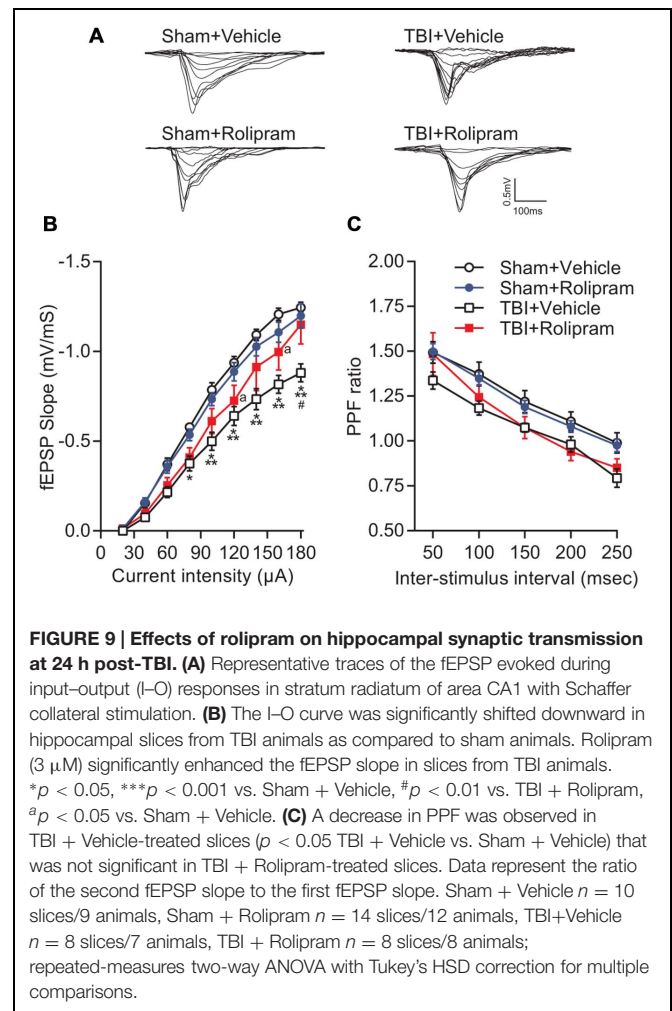 A
Sham+Vehicle
TBI+Vehicle
Sham+Rolipram
TBI+Rolipram
0.5mV
100ms
B
-1.5
-1.0
-0.5
0.0
fEPSP Slope (mV/mS)
a
a
*
*
**
*
**
*
**
*
**
*
**
#
0 30 60 90 120 140 160 180
Current intensity (µA)
C
2.00
1.75
1.50
1.25
1.00
0.75
0.50
PPF ratio
Sham+Vehicle
Sham+Rolipram
TBI+Vehicle
TBI+Rolipram
50 100 150 200 250
Inter-stimulus interval (msec)
FIGURE 9 | Effects of rolipram on hippocampal synaptic transmission
at 24 h post-TBI. (A) Representative traces of the fEPSP evoked during
input–output (I–O) responses in stratum radiatum of area CA1 with Schaffer
collateral stimulation. (B) The I–O curve was significantly shifted downward in
hippocampal slices from TBI animals as compared to sham animals. Rolipram
(3 µM) significantly enhanced the fEPSP slope in slices from TBI animals.
*p < 0.05, ***p < 0.001 vs. Sham + Vehicle, #p < 0.01 vs. TBI + Rolipram,
ap < 0.05 vs. Sham + Vehicle. (C) A decrease in PPF was observed in
TBI + Vehicle-treated slices (p < 0.05 TBI + Vehicle vs. Sham + Vehicle) that
was not significant in TBI + Rolipram-treated slices. Data represent the ratio
of the second fEPSP slope to the first fEPSP slope. Sham + Vehicle n = 10
slices/9 animals, Sham + Rolipram n = 14 slices/12 animals, TBI+Vehicle
n = 8 slices/7 animals, TBI + Rolipram n = 8 slices/8 animals;
repeated-measures two-way ANOVA with Tukey's HSD correction for multiple
comparisons.